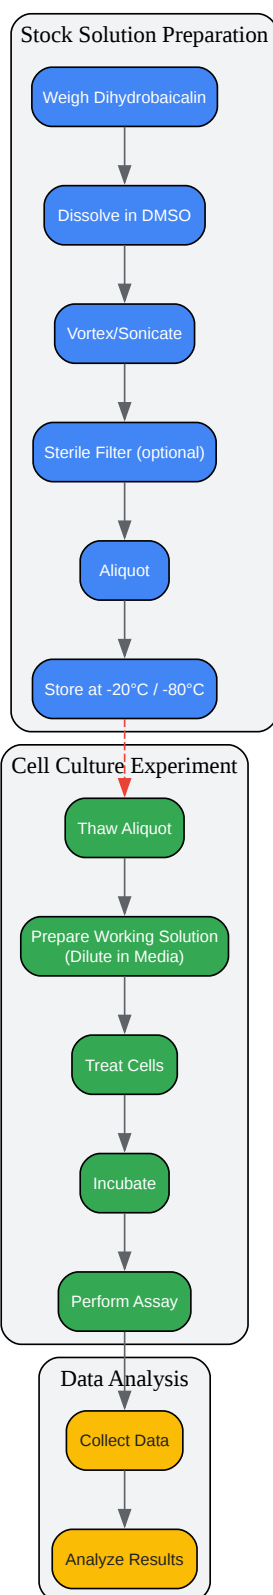 Stock Solution Preparation
Weigh Dihydrobaicalin
Dissolve in DMSO
Vortex/Sonicate
Sterile Filter (optional)
Aliquot
Store at -20°C / -80°C
Cell Culture Experiment
Thaw Aliquot
Prepare Working Solution
(Dilute in Media)
Treat Cells
Incubate
Perform Assay
Data Analysis
Collect Data
Analyze Results